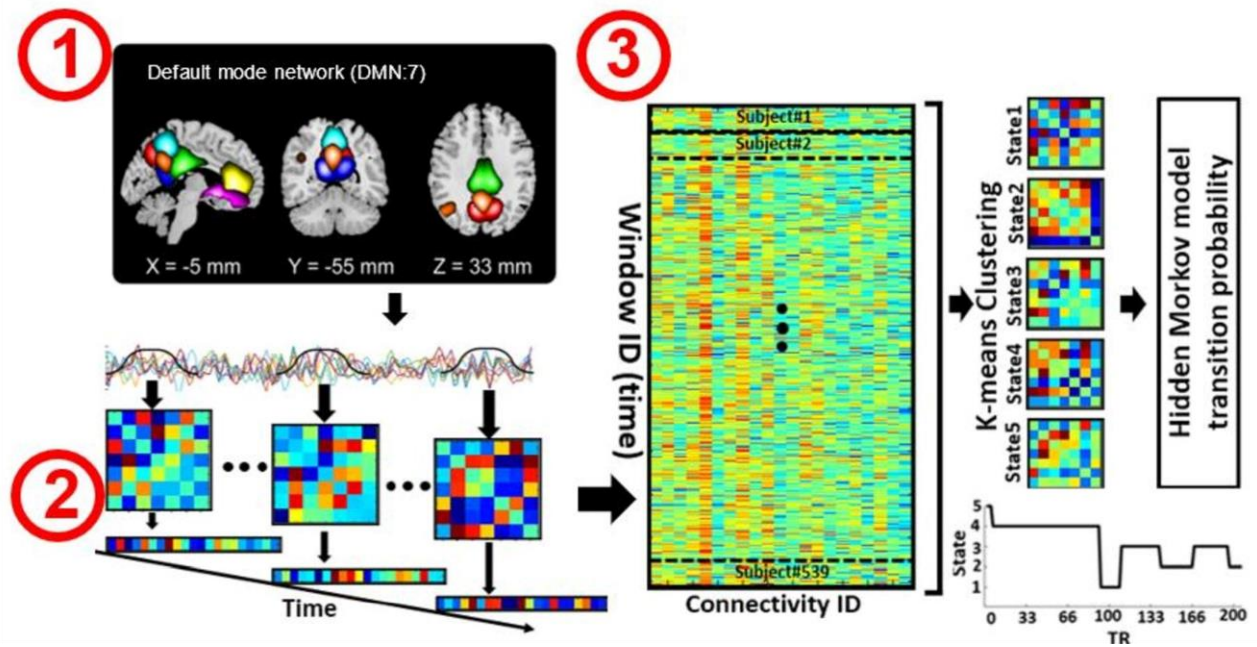 1
Default mode network (DMN:7)
X = -5 mm
Y = -55 mm
Z = 33 mm
2
Time
3
Window ID (time)
Subject#1
Subject#2
Subject#539
Connectivity ID
K-means Clustering
State1
State2
State3
State4
State5
Hidden Morkov model
transition probability
State
5
4
3
2
1
0 33 66 100 133 166 200
TR